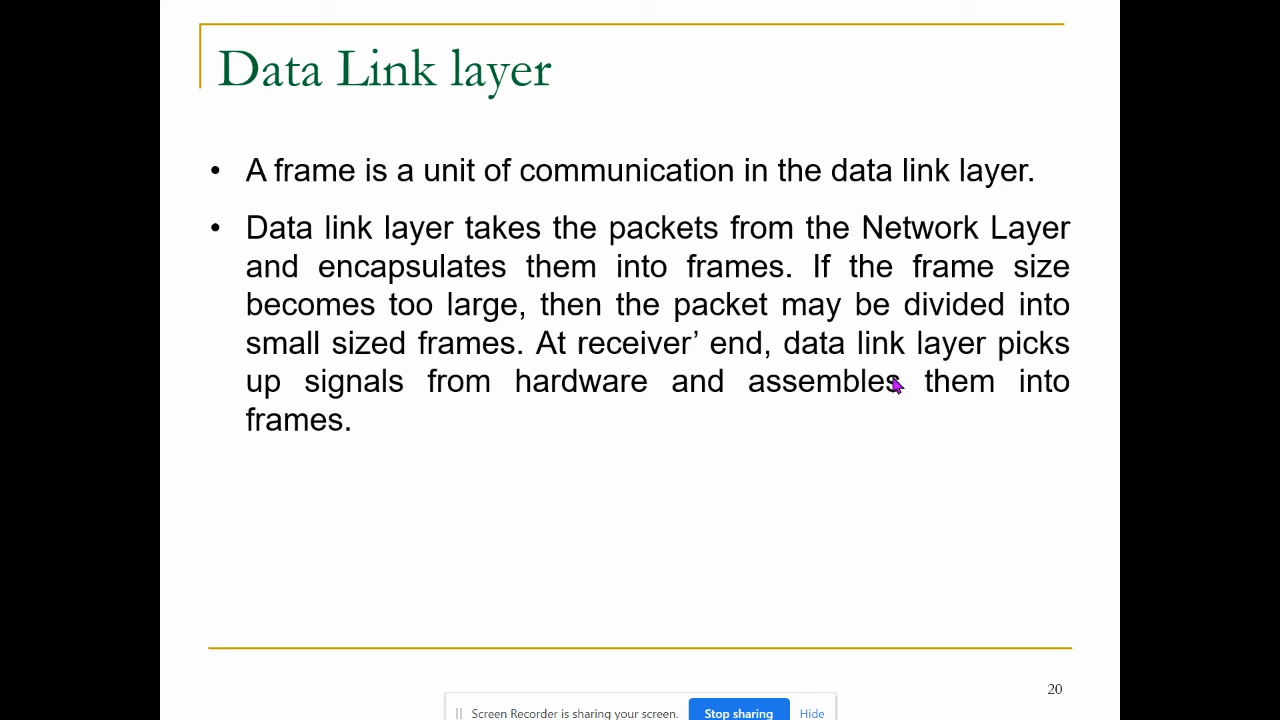 Data Link layer
• A frame is a unit of communication in the data link layer.
• Data link layer takes the packets from the Network Layer
and encapsulates them into frames. If the frame size
becomes too large, then the packet may be divided into
small sized frames. At receiver’ end, data link layer picks
up signals from hardware and assembles them into
frames.
20
Screen Recorder is sharing your screen. Stop sharing Hide